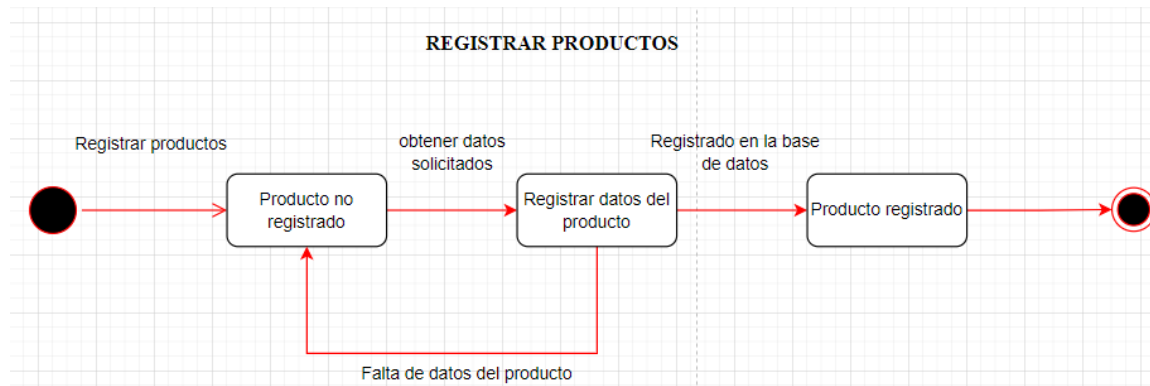 REGISTRAR PRODUCTOS
Registrar productos
obtener datos
solicitados
Registrado en la base
de datos
Producto no
registrado
Registrar datos del
producto
Producto registrado
Falta de datos del producto